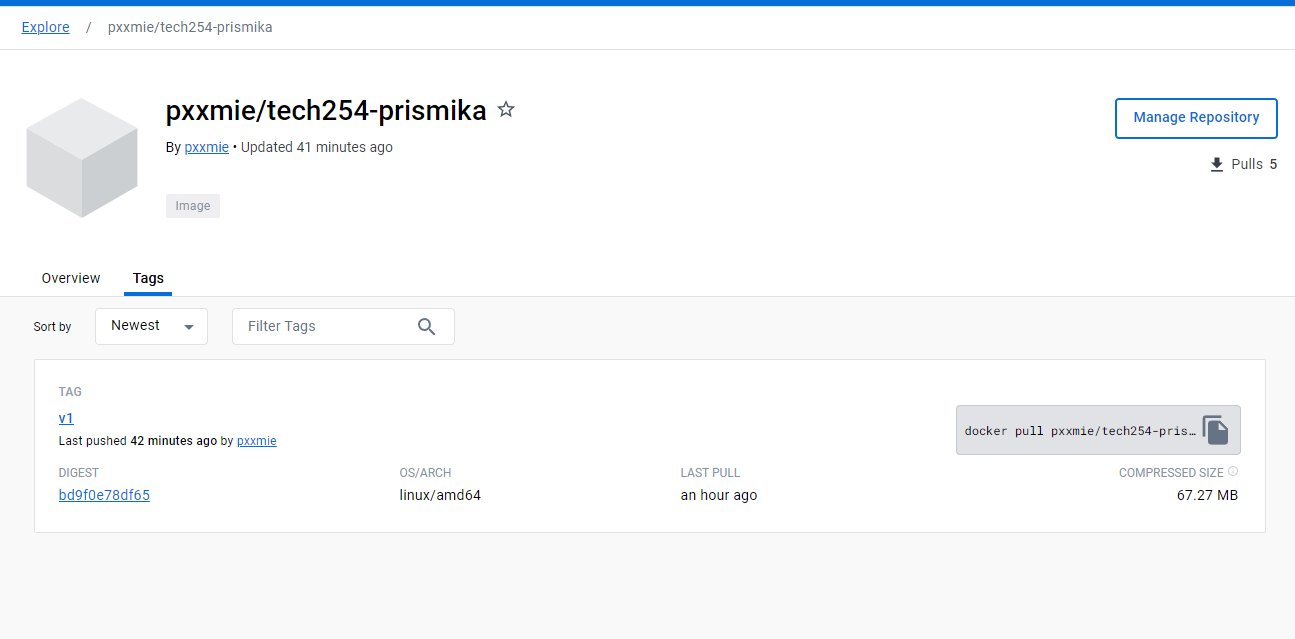 Explore / pxxmie/tech254-prismika
pxxmie/tech254-prismika
Manage Repository
By pxxmie • Updated 41 minutes ago
Pulls 5
Image
Overview Tags
Sort by Newest Filter Tags
TAG
v1
docker pull pxxmie/tech254-pris…
Last pushed 42 minutes ago by pxxmie
DIGEST OS/ARCH LAST PULL COMPRESSED SIZE
bd9f0e78df65 linux/amd64 an hour ago 67.27 MB